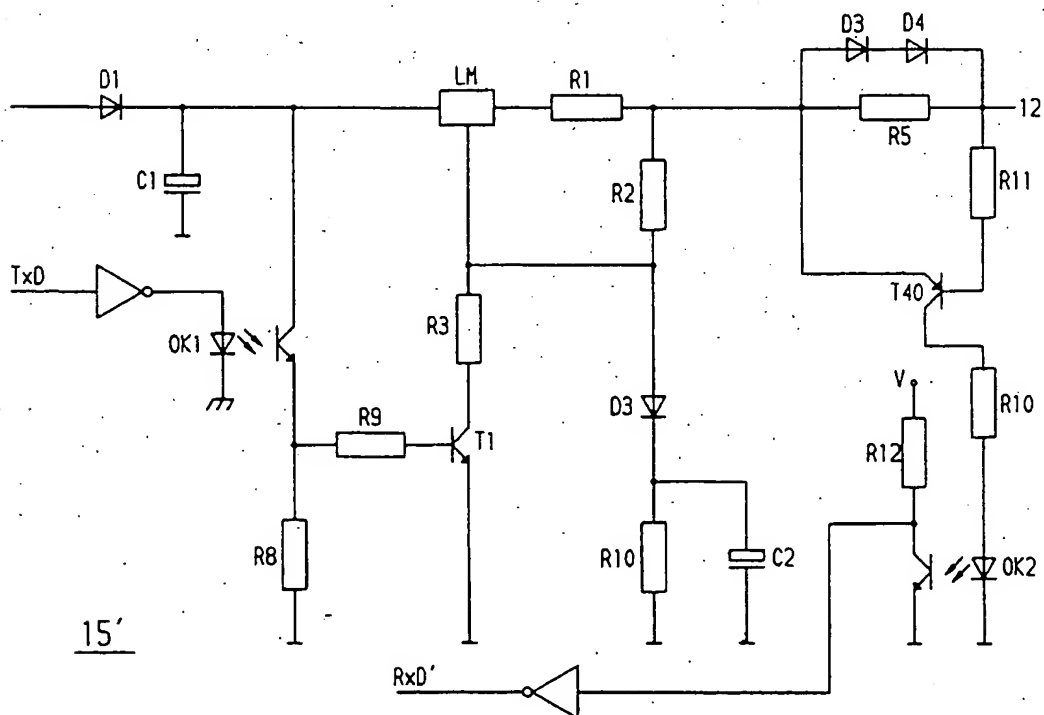 D3 D4
D1 LM R1
12
R5
C1 R2 R11
TxD
T40
OK1 R3
D3 V R10
R9 T1 R12
R8 R10 C2 OK2
15′
RxD′